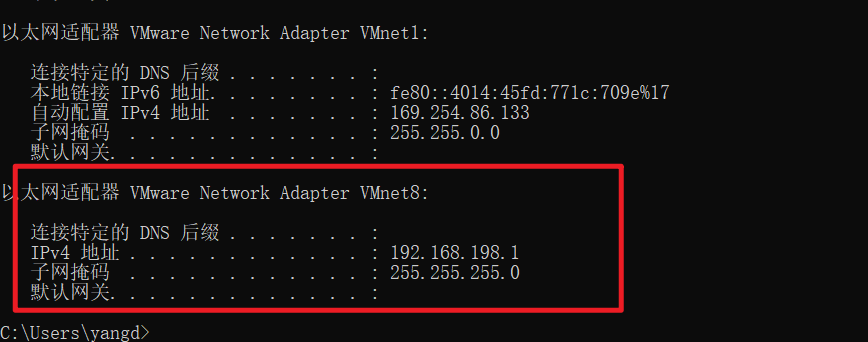 以太网适配器 VMware Network Adapter VMnet1:
连接特定的 DNS 后缀 . . . . . . . :
本地链接 IPv6 地址. . . . . . . . : fe80::4014:45fd:771c:709e%17
自动配置 IPv4 地址 . . . . . . . : 169.254.86.133
子网掩码 . . . . . . . . . . . . : 255.255.0.0
默认网关. . . . . . . . . . . . . :
以太网适配器 VMware Network Adapter VMnet8:
连接特定的 DNS 后缀 . . . . . . . :
IPv4 地址 . . . . . . . . . . . . : 192.168.198.1
子网掩码 . . . . . . . . . . . . : 255.255.255.0
默认网关. . . . . . . . . . . . . :
C:\Users\yangd>